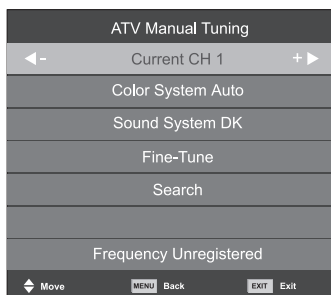 ATV Manual Tuning
- Current CH 1 +
Color System Auto
Sound System DK
Fine-Tune
Search
Frequency Unregistered
Move MENU Back EXIT Exit